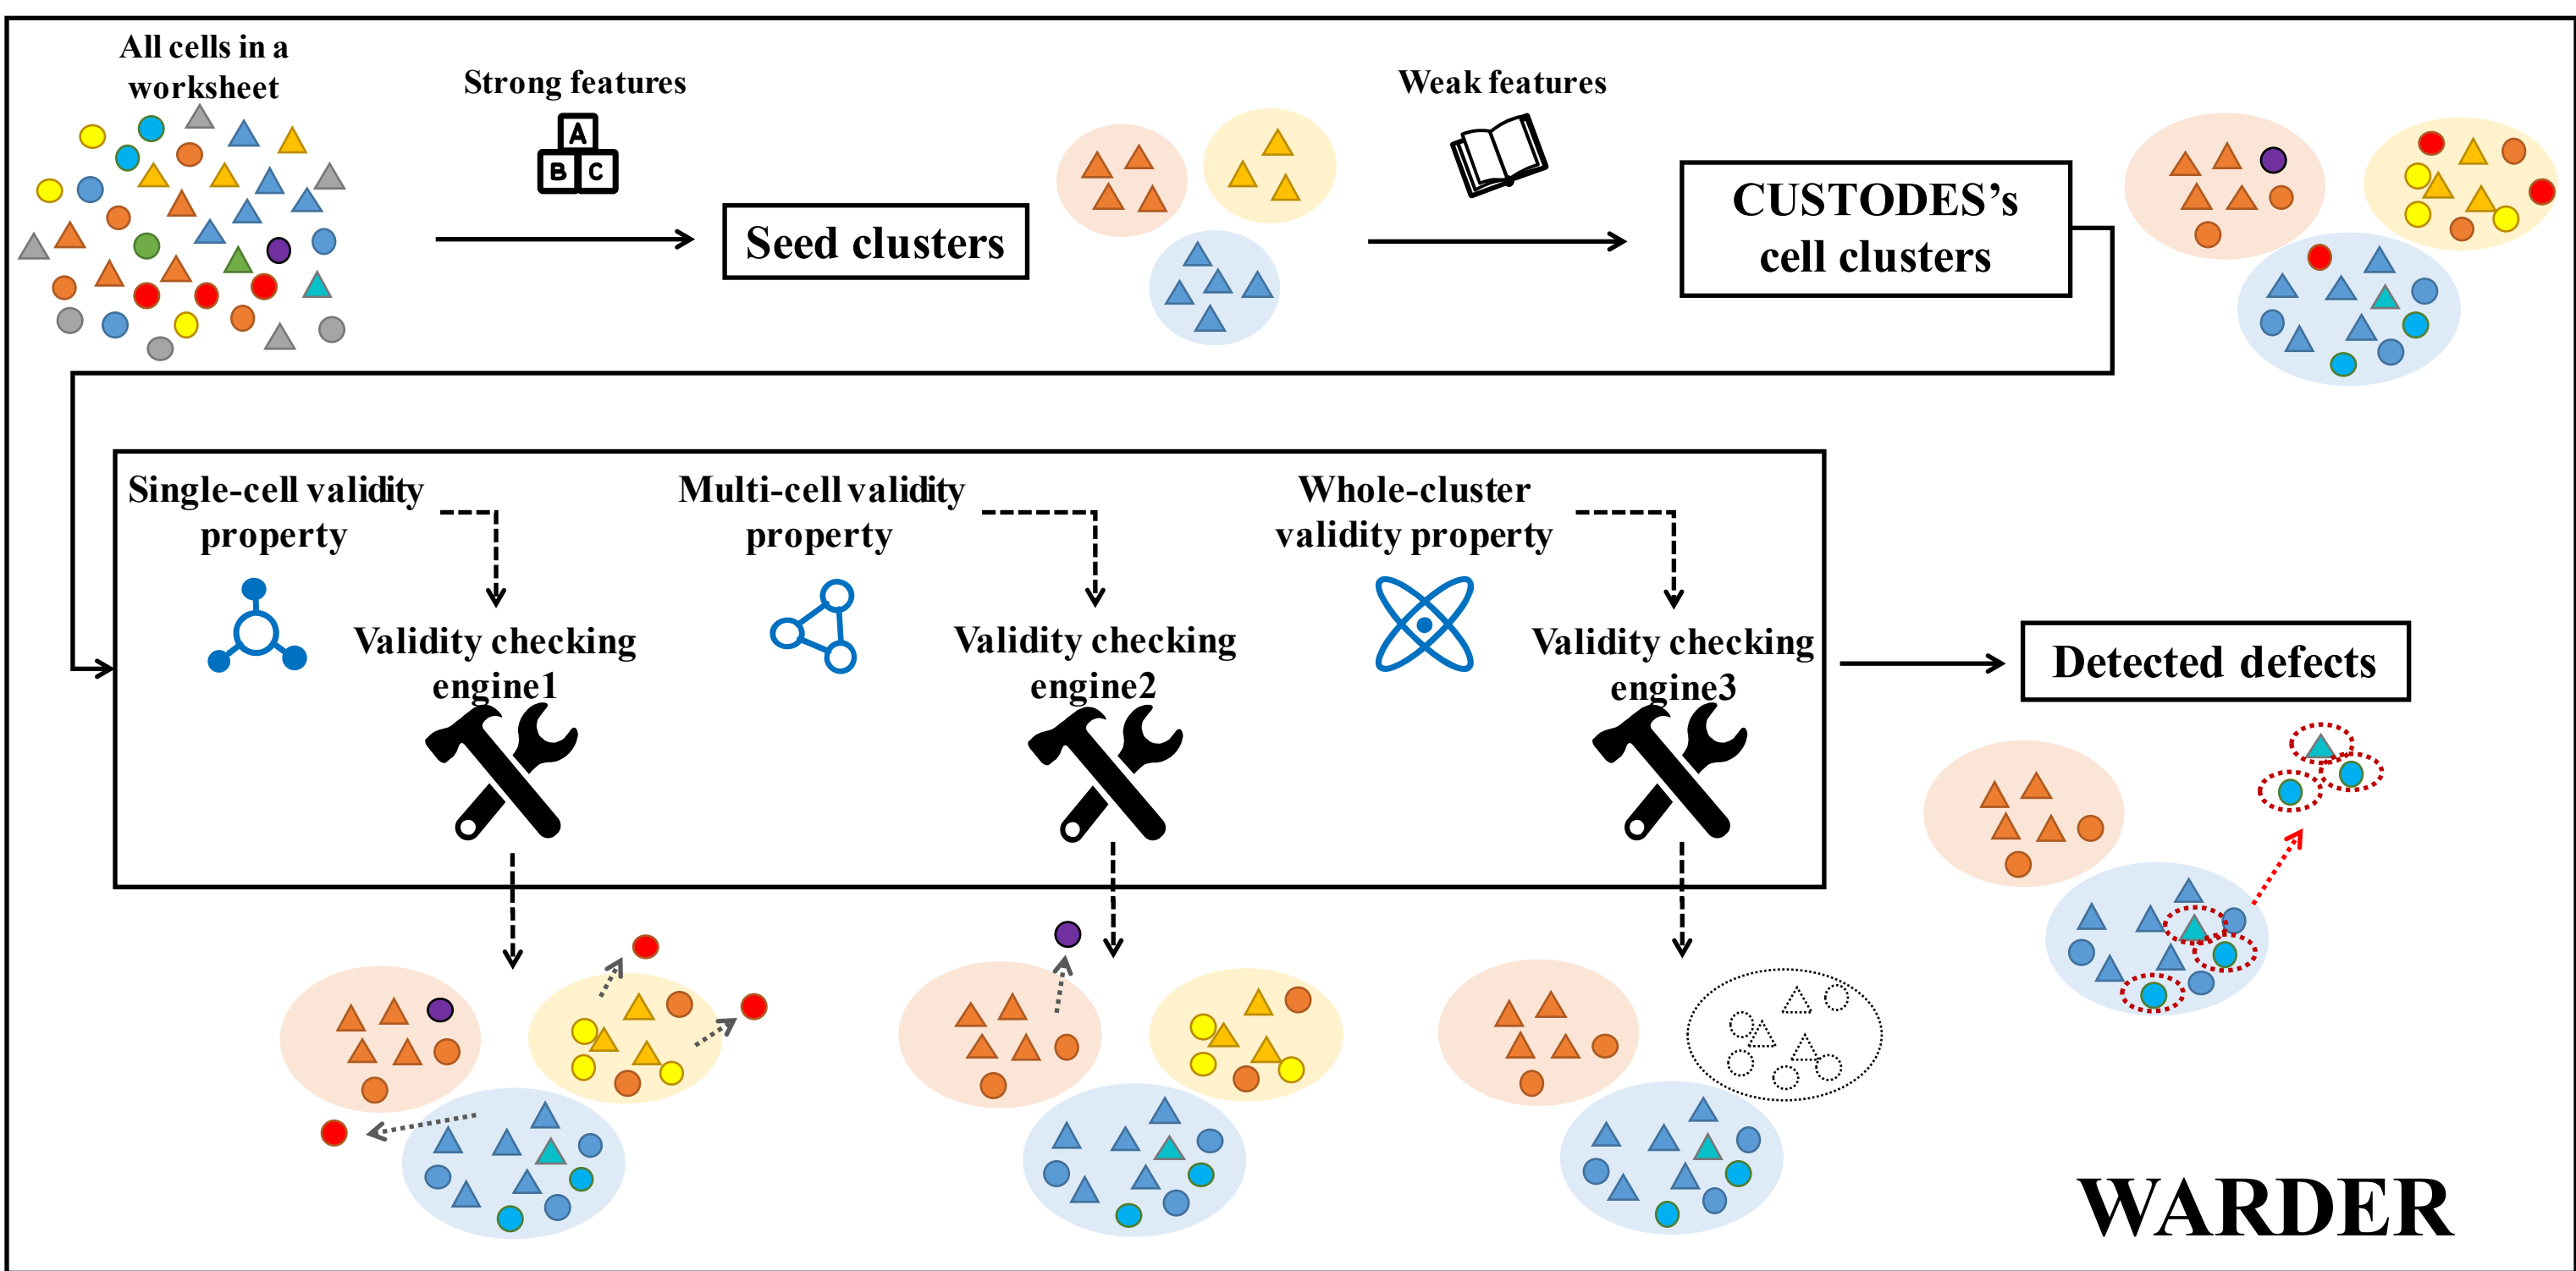 All cells in a
worksheet
Strong features
A
B C
Seed clusters
Weak features
CUSTODES’s
cell clusters
Single-cell validity
property
Validity checking
engine1
Multi-cell validity
property
Validity checking
engine2
Whole-cluster
validity property
Validity checking
engine3
Detected defects
WARDER